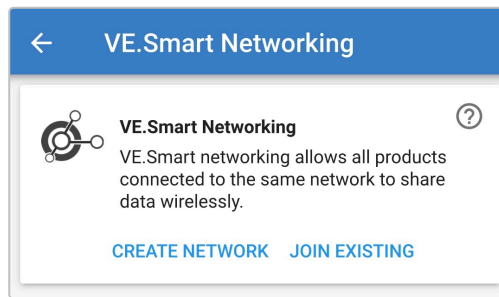 VE.Smart Networking
VE.Smart Networking
VE.Smart networking allows all products
connected to the same network to share
data wirelessly.
CREATE NETWORK JOIN EXISTING